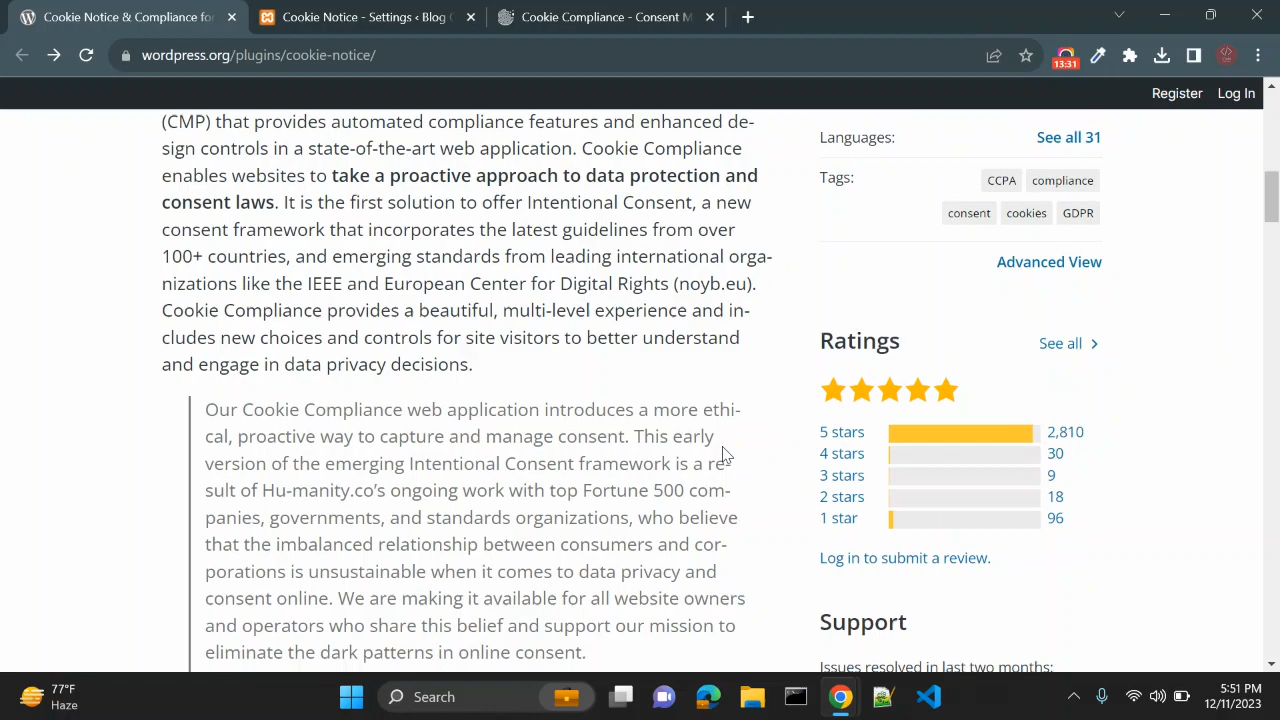 Cookie Notice & Compliance for
Cookie Notice - Settings ‹ Blog
Cookie Compliance - Consent M
wordpress.org/plugins/cookie-notice/
13:31
Register
Log In
(CMP) that provides automated compliance features and enhanced de-
sign controls in a state-of-the-art web application. Cookie Compliance
enables websites to take a proactive approach to data protection and
consent laws. It is the first solution to offer Intentional Consent, a new
consent framework that incorporates the latest guidelines from over
100+ countries, and emerging standards from leading international orga-
nizations like the IEEE and European Center for Digital Rights (noyb.eu).
Cookie Compliance provides a beautiful, multi-level experience and in-
cludes new choices and controls for site visitors to better understand
and engage in data privacy decisions.
Our Cookie Compliance web application introduces a more ethi-
cal, proactive way to capture and manage consent. This early
version of the emerging Intentional Consent framework is a re-
sult of Hu-manity.co's ongoing work with top Fortune 500 com-
panies, governments, and standards organizations, who believe
that the imbalanced relationship between consumers and cor-
porations is unsustainable when it comes to data privacy and
consent online. We are making it available for all website owners
and operators who share this belief and support our mission to
eliminate the dark patterns in online consent.
Languages: See all 31
Tags: CCPA compliance
consent cookies GDPR
Advanced View
Ratings See all
5 stars 2,810
4 stars 30
3 stars 9
2 stars 18
1 star 96
Log in to submit a review.
Support
Issues resolved in last two months:
77°F
Haze
Search
5:51 PM
12/11/2023